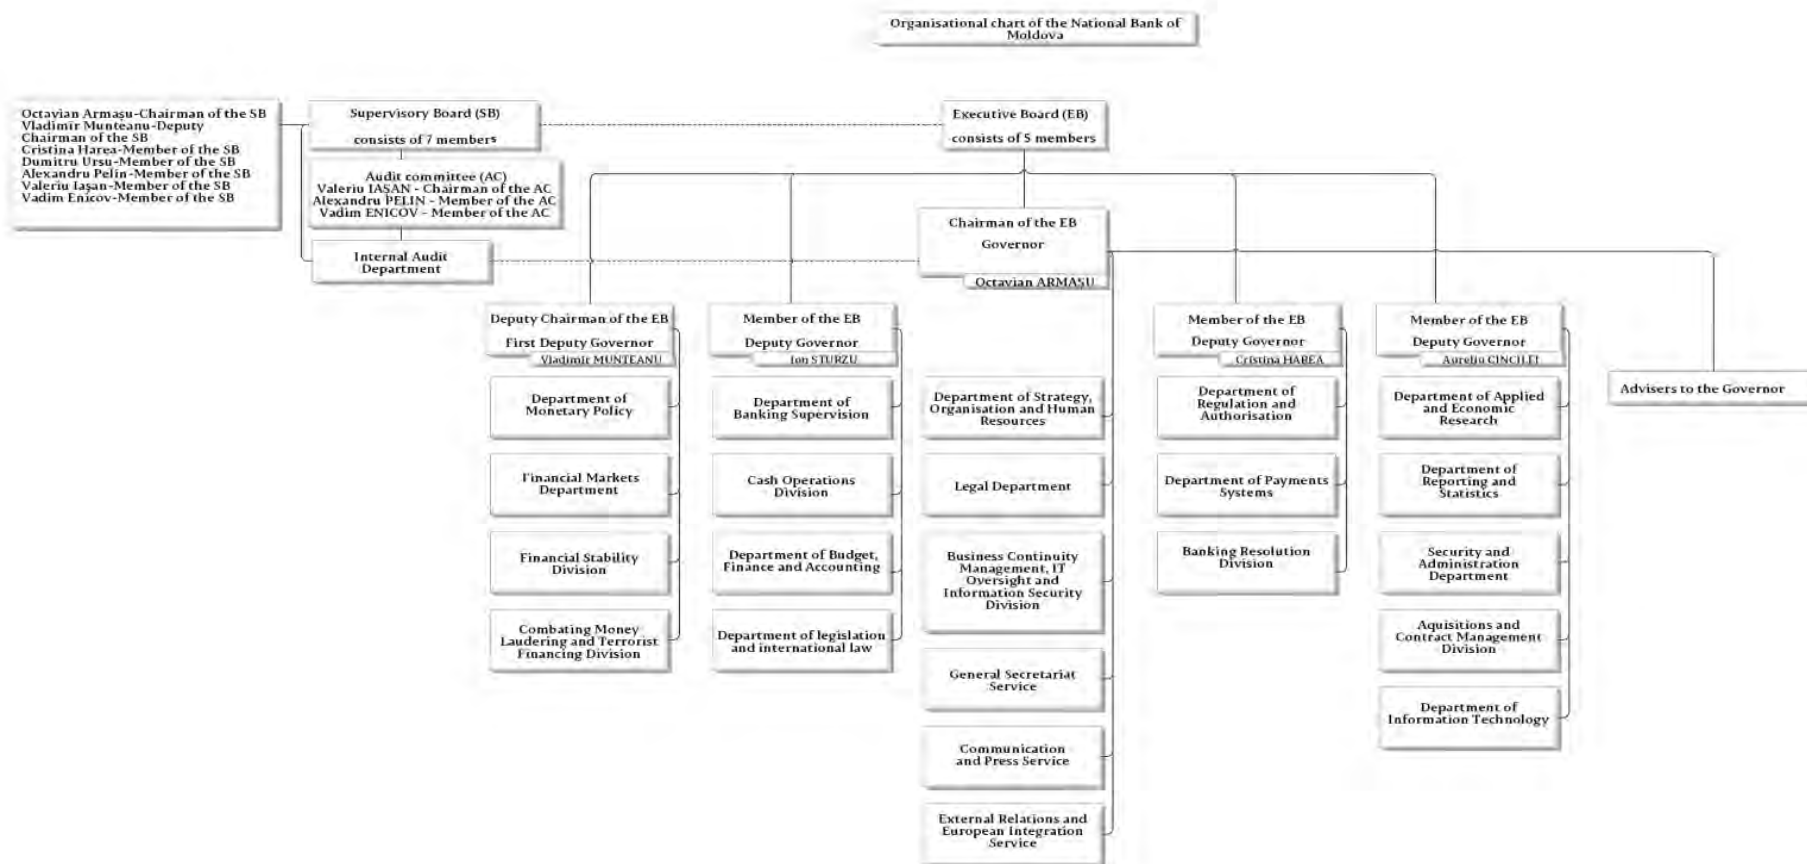 Organisational chart of the National Bank of
Moldova
Octavian Armaşu-Chairman of the SB
Vladimir Munteanu-Deputy
Chairman of the SB
Cristina Harea-Member of the SB
Dumitru Ursu-Member of the SB
Alexandru Pelin-Member of the SB
Valeriu Iaşan-Member of the SB
Vadim Enicov-Member of the SB
Supervisory Board (SB)
consists of 7 members
Audit committee (AC)
Valeriu IAŞAN - Chairman of the AC
Alexandru PELIN - Member of the AC
Vadim ENICOV - Member of the AC
Internal Audit
Department
Executive Board (EB)
consists of 5 members
Chairman of the EB
Governor
Octavian ARMAŞU
Deputy Chairman of the EB
First Deputy Governor
Vladimir MUNTEANU
Department of
Monetary Policy
Financial Markets
Department
Financial Stability
Division
Combating Money
Laudering and Terrorist
Financing Division
Member of the EB
Deputy Governor
Ion STURZU
Department of
Banking Supervision
Cash Operations
Division
Department of Budget,
Finance and Accounting
Department of legislation
and international law
Department of Strategy,
Organisation and Human
Resources
Legal Department
Business Continuity
Management, IT
Oversight and
Information Security
Division
General Secretariat
Service
Communication
and Press Service
External Relations and
European Integration
Service
Member of the EB
Deputy Governor
Cristina HAREA
Department of
Regulation and
Authorisation
Department of Payments
Systems
Banking Resolution
Division
Member of the EB
Deputy Governor
Aureliu CINCILEI
Department of Applied
and Economic
Research
Department of
Reporting and
Statistics
Security and
Administration
Department
Aquisitions and
Contract Management
Division
Department of
Information Technology
Advisers to the Governor